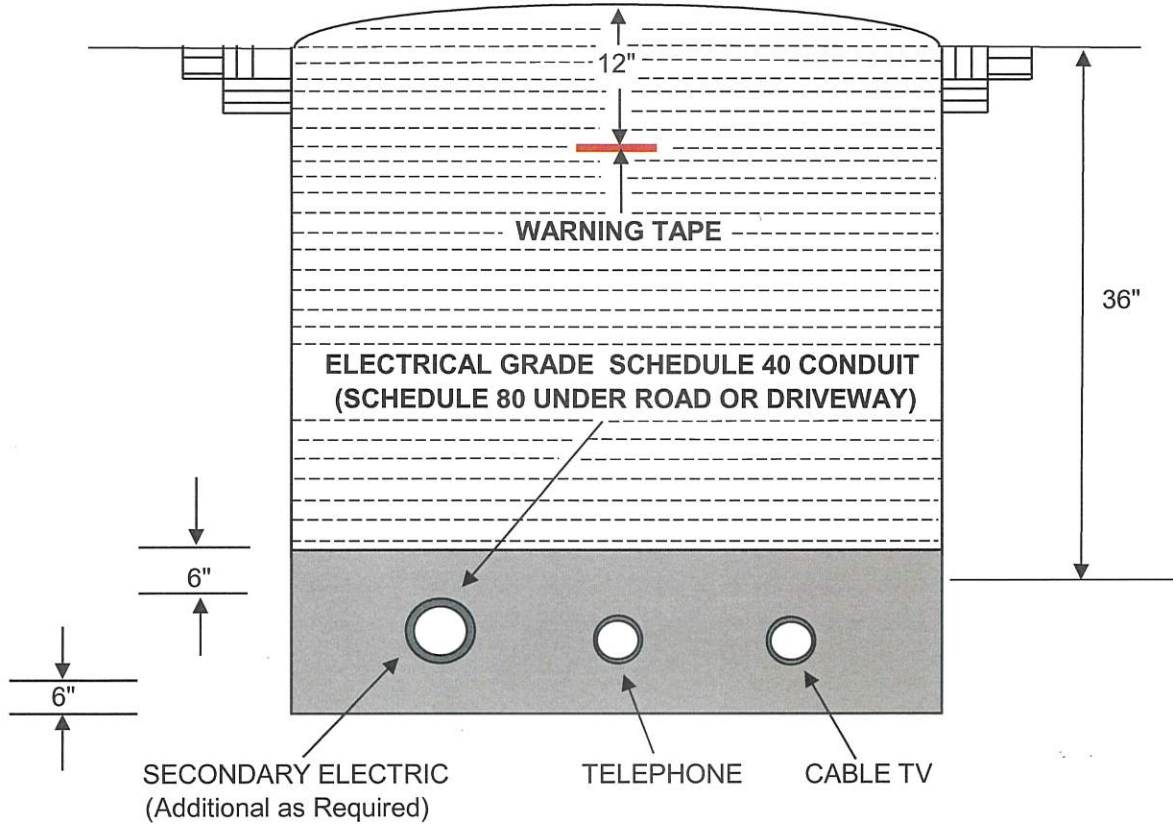 12"
WARNING TAPE
36"
ELECTRICAL GRADE SCHEDULE 40 CONDUIT
(SCHEDULE 80 UNDER ROAD OR DRIVEWAY)
6"
6"
SECONDARY ELECTRIC
(Additional as Required)
TELEPHONE
CABLE TV